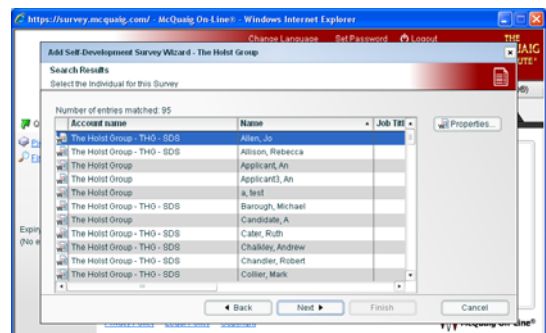 https://survey.mcquaig.com/ - McQuaig On-Line® - Windows Internet Explorer
Change Language Set Password Logout
THE
Add Self-Development Survey Wizard - The Holst Group
Search Results
Select the Individual for this Survey
Number of entries matched: 95
Account name Name Job Titl
The Holst Group - THG - SDS Allen, Jo
The Holst Group - THG - SDS Allison, Rebecca
The Holst Group Applicant, An
The Holst Group Applicant3, An
The Holst Group a, test
The Holst Group - THG - SDS Barough, Michael
The Holst Group Candidate, A
The Holst Group - THG - SDS Cater, Ruth
The Holst Group - THG - SDS Chalkley, Andrew
The Holst Group - THG - SDS Chandler, Robert
The Holst Group - THG - SDS Collier, Mark
Properties...
Expiry
(No e
Back Next Finish Cancel
McQuaig On-Line®